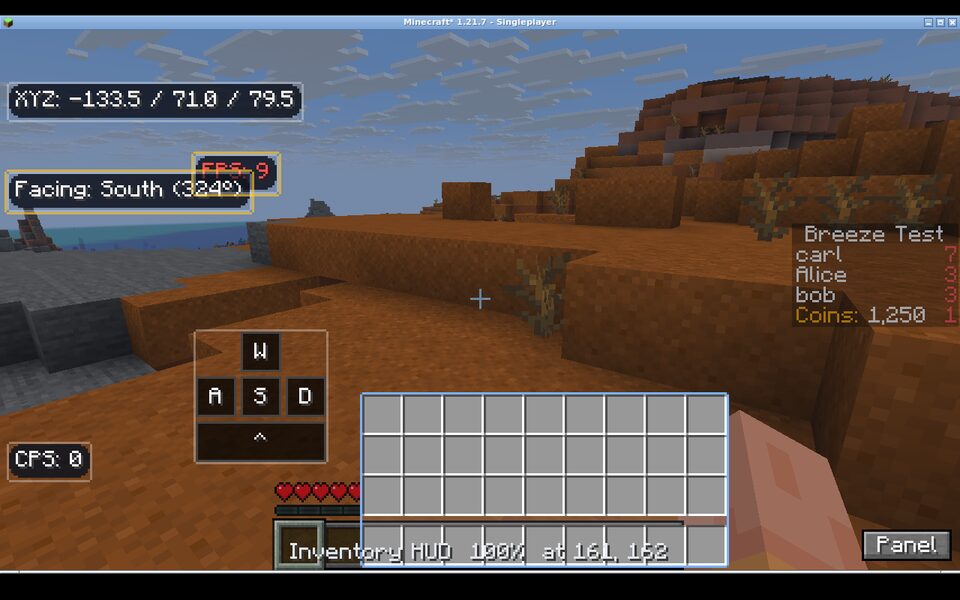 Minecraft* 1.21.7 - Singleplayer
XYZ: -133.5 / 71.0 / 79.5
FPS: 9
Facing: South (324°)
Breeze Test
carl 7
Alice 3
bob 3
Coins: 1,250 1
W
A S D
^
CPS: 0
Inventory HUD 100% at 161, 162
Panel